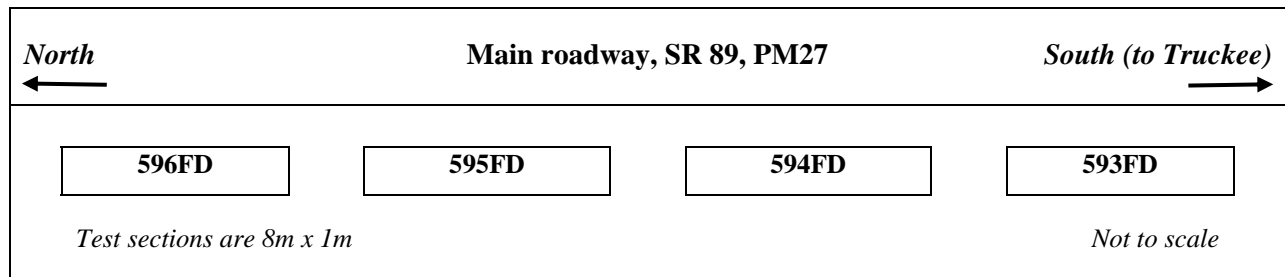 North Main roadway, SR 89, PM27 South (to Truckee)
596FD 595FD 594FD 593FD
Test sections are 8m x 1m Not to scale